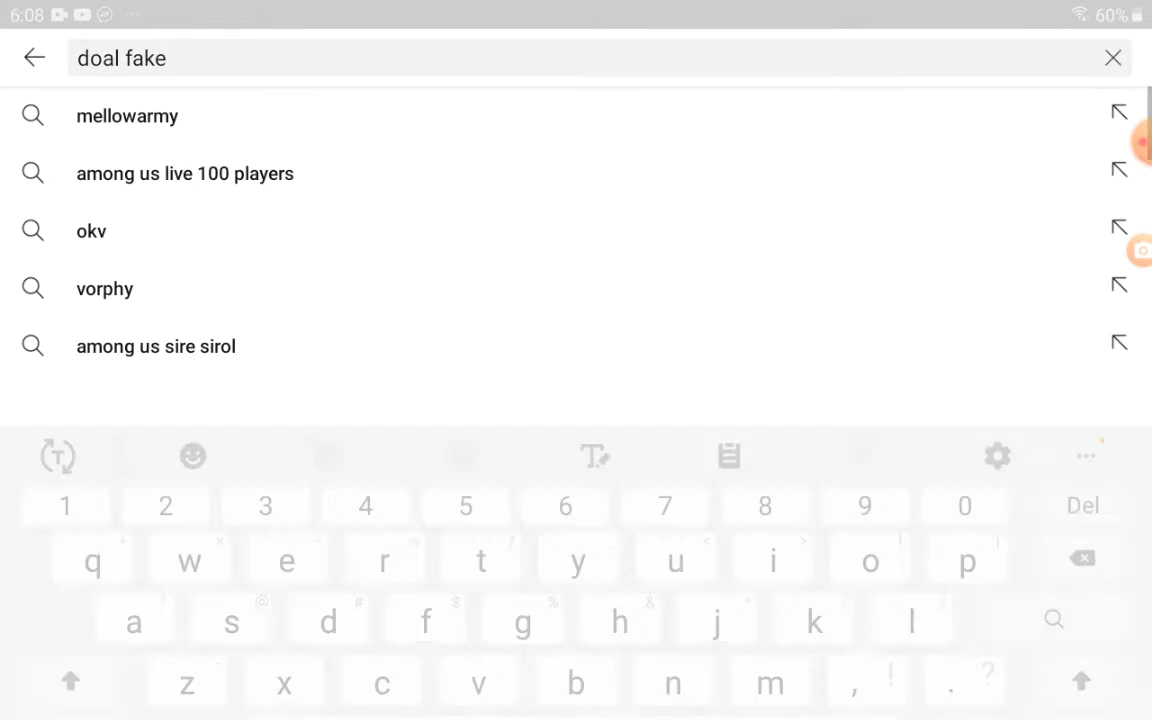 6:08 60%
doal fake
mellowarmy
among us live 100 players
okv
vorphy
among us sire sirol
1 2 3 4 5 6 7 8 9 0 Del
q w e r t y u i o p
a s d f g h j k l
z x c v b n m , ! . ?